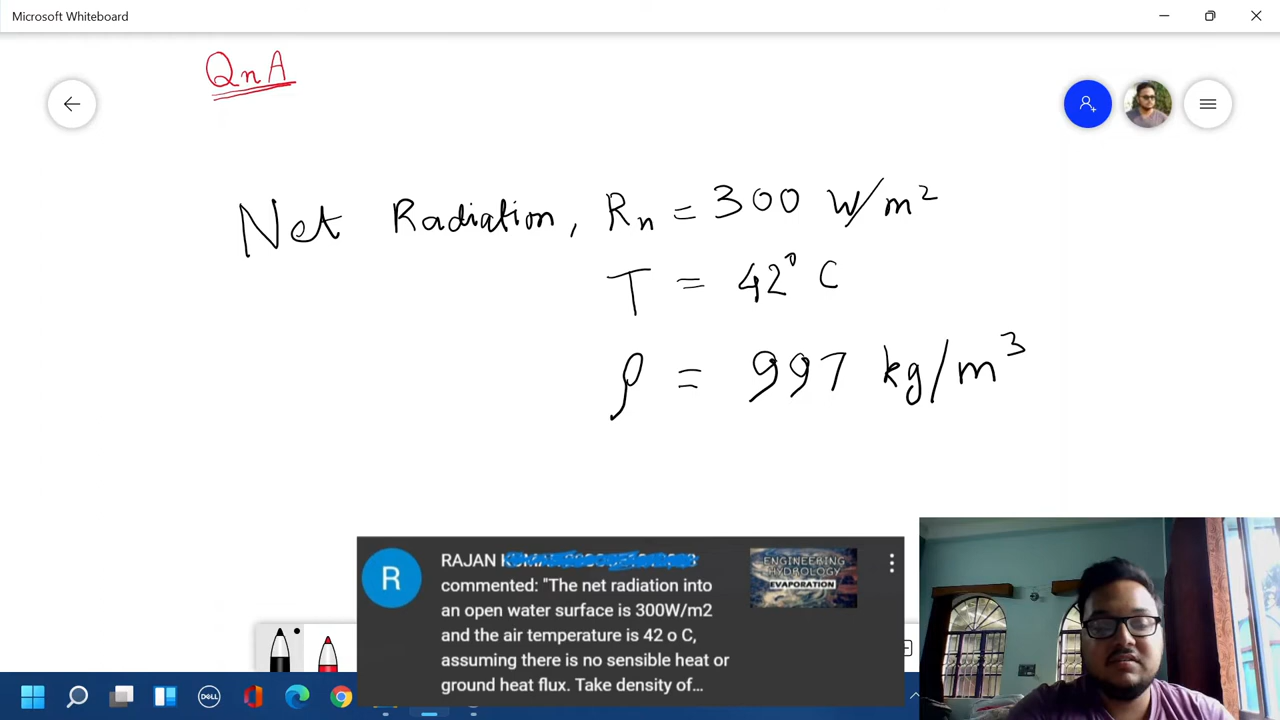 Microsoft Whiteboard
QnA
Net Radiation, Rn = 300 W/m²
T = 42° C
ρ = 997 kg/m³
RAJAN
commented: "The net radiation into
an open water surface is 300W/m2
and the air temperature is 42 o C,
assuming there is no sensible heat or
ground heat flux. Take density of...
R
ENGINEERING
HYDROLOGY
EVAPORATION
DELL